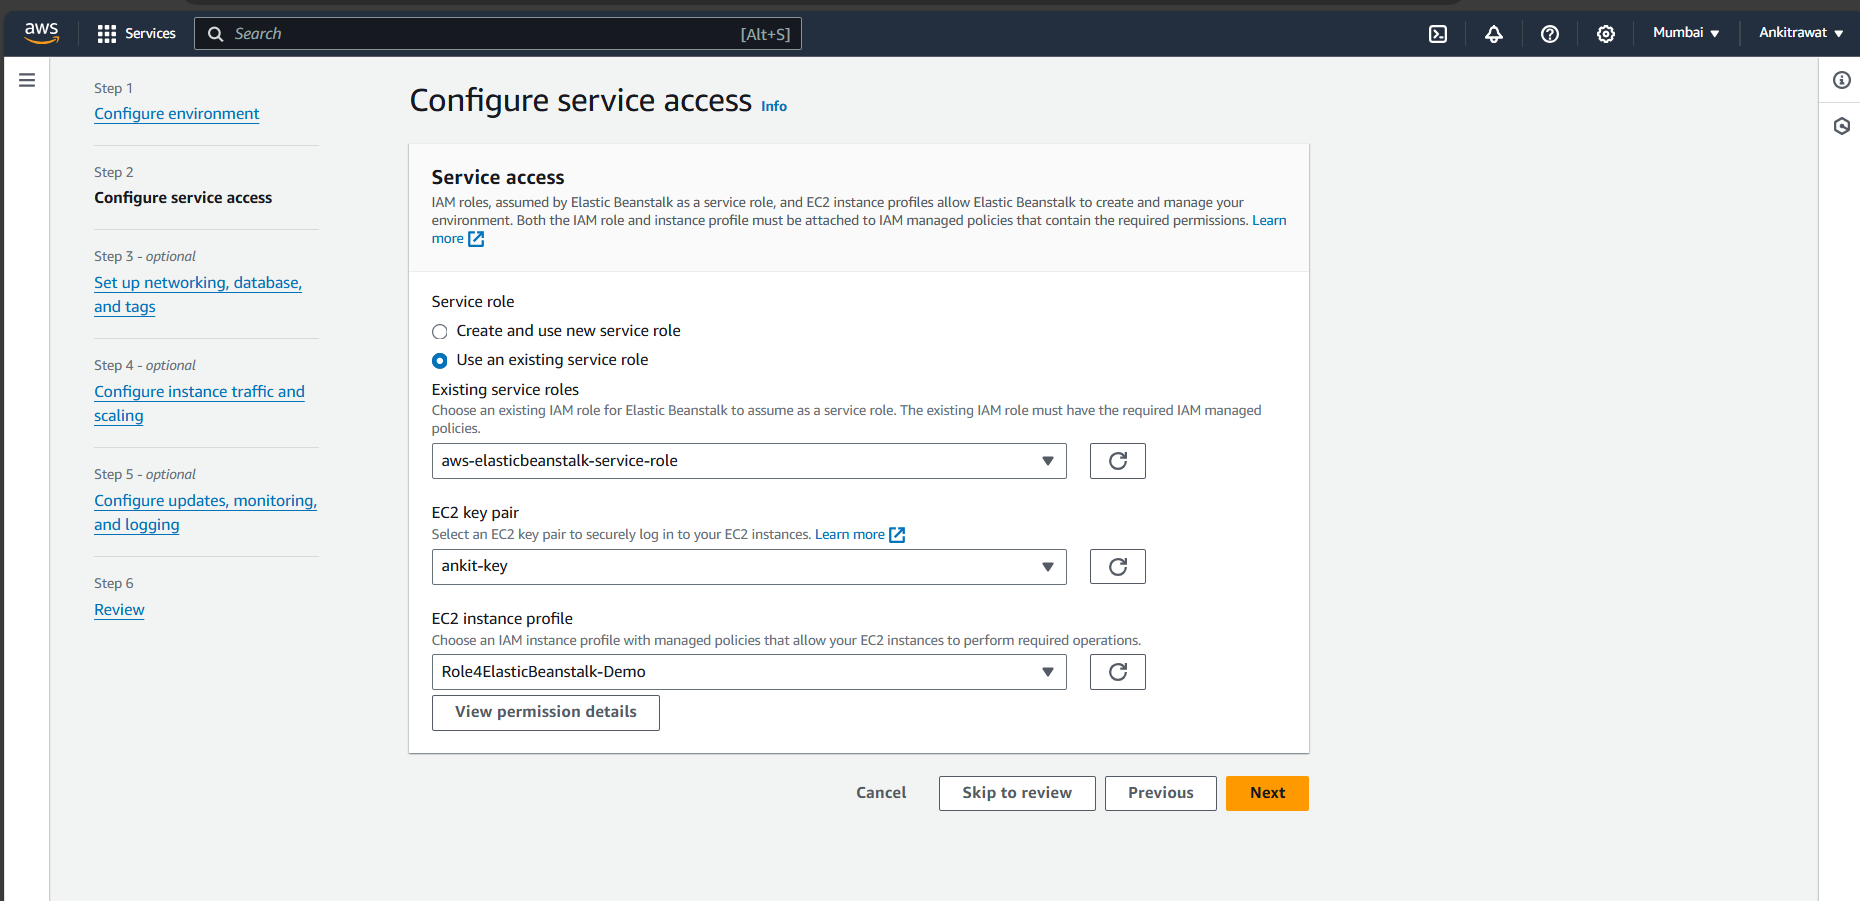 aws
Services
Search
[Alt+S]
Mumbai ▼
Ankitrawat ▼
Step 1
Configure environment
Step 2
Configure service access
Step 3 - optional
Set up networking, database,
and tags
Step 4 - optional
Configure instance traffic and
scaling
Step 5 - optional
Configure updates, monitoring,
and logging
Step 6
Review
Configure service access Info
Service access
IAM roles, assumed by Elastic Beanstalk as a service role, and EC2 instance profiles allow Elastic Beanstalk to create and manage your
environment. Both the IAM role and instance profile must be attached to IAM managed policies that contain the required permissions. Learn
more
Service role
Create and use new service role
Use an existing service role
Existing service roles
Choose an existing IAM role for Elastic Beanstalk to assume as a service role. The existing IAM role must have the required IAM managed
policies.
aws-elasticbeanstalk-service-role
EC2 key pair
Select an EC2 key pair to securely log in to your EC2 instances. Learn more
ankit-key
EC2 instance profile
Choose an IAM instance profile with managed policies that allow your EC2 instances to perform required operations.
Role4ElasticBeanstalk-Demo
View permission details
Cancel
Skip to review
Previous
Next